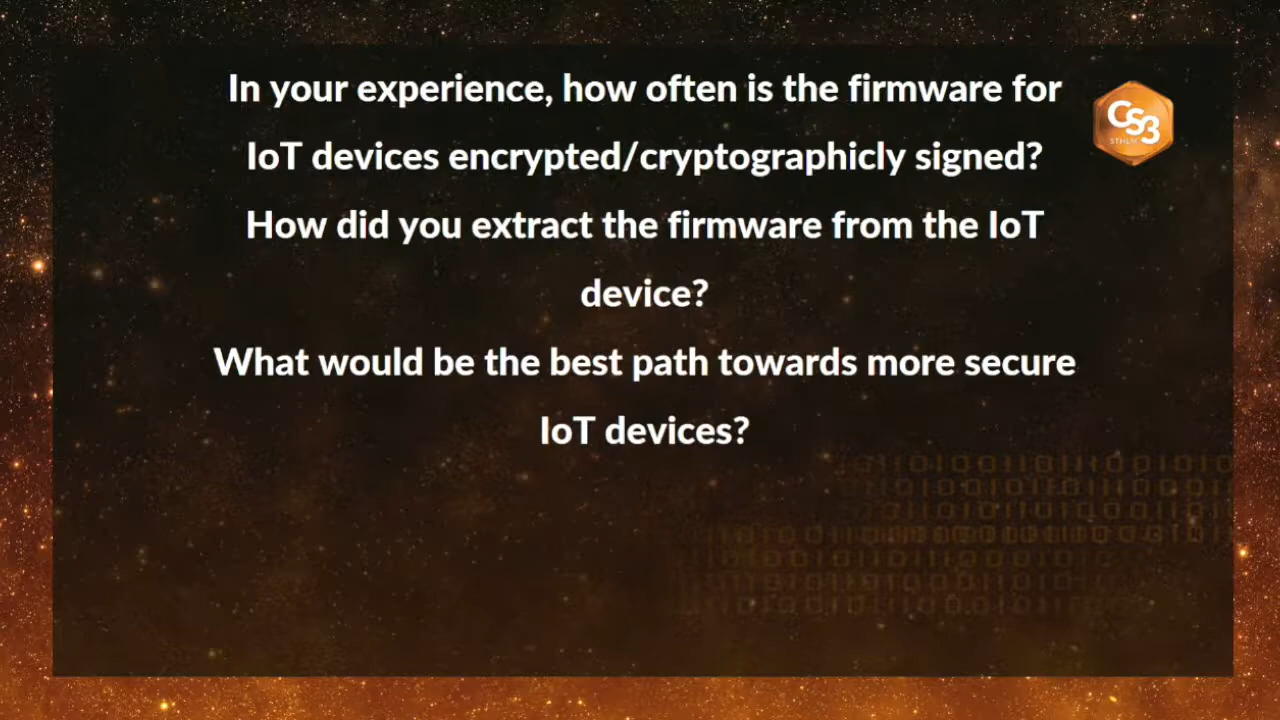 In your experience, how often is the firmware for
IoT devices encrypted/cryptographicly signed?
How did you extract the firmware from the IoT
device?
What would be the best path towards more secure
IoT devices?
CS3
STHLM